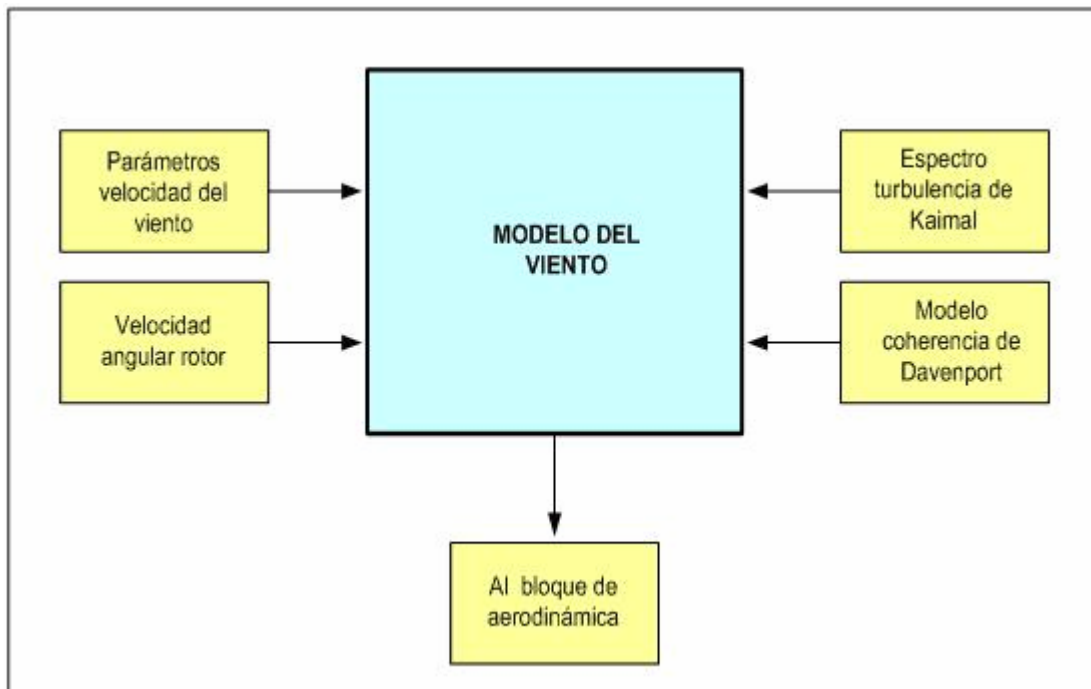 Parámetros
velocidad del
viento
Velocidad
angular rotor
MODELO DEL
VIENTO
Espectro
turbulencia de
Kaimal
Modelo
coherencia de
Davenport
Al bloque de
aerodinámica